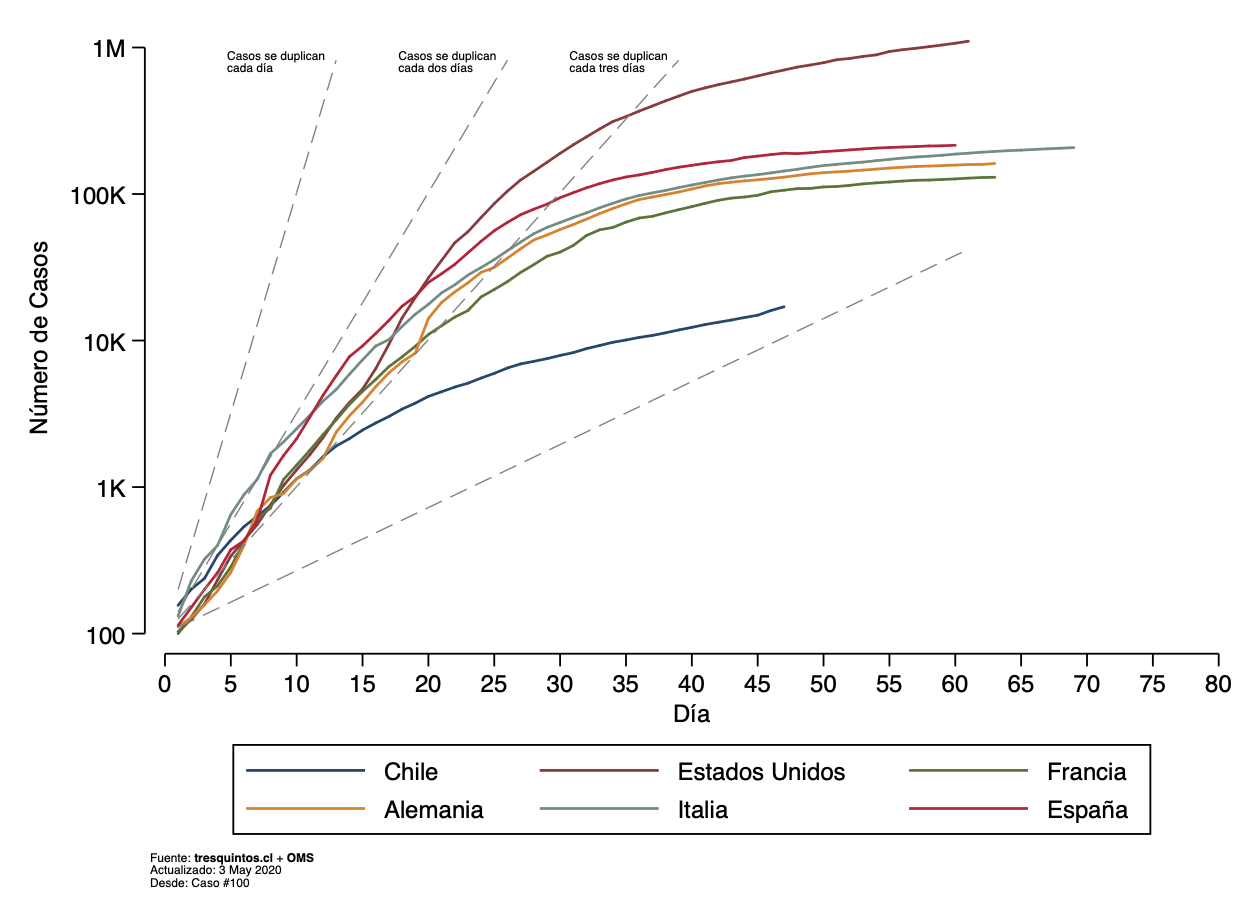 1M
100K
10K
1K
100
Número de Casos
Casos se duplican
cada día
Casos se duplican
cada dos días
Casos se duplican
cada tres días
0 5 10 15 20 25 30 35 40 45 50 55 60 65 70 75 80
Día
Chile Estados Unidos Francia
Alemania Italia España
Fuente: tresquintos.cl + OMS
Actualizado: 3 May 2020
Desde: Caso #100